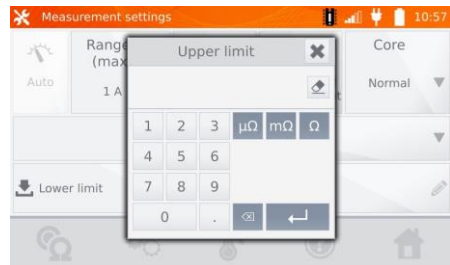 Measurement settings 10:57
Upper limit
Range
(max
Core
Auto
1 A
Normal
1 2 3 µΩ mΩ Ω
4 5 6
Lower limit
7 8 9
0 .